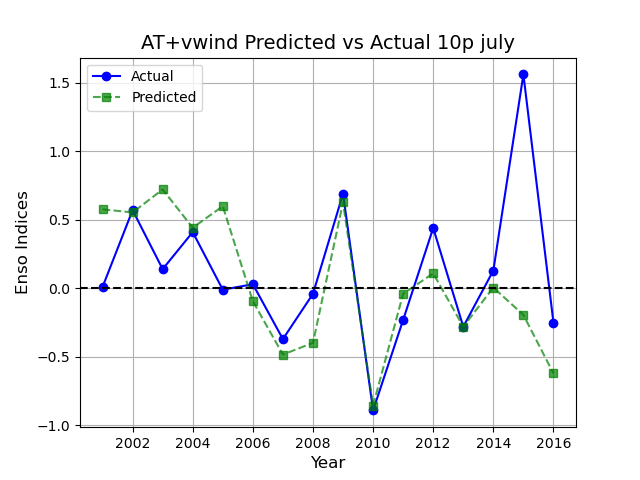 AT+vwind Predicted vs Actual 10p july
Actual
Predicted
Enso Indices
1.5
1.0
0.5
0.0
−0.5
−1.0
2002 2004 2006 2008 2010 2012 2014 2016
Year